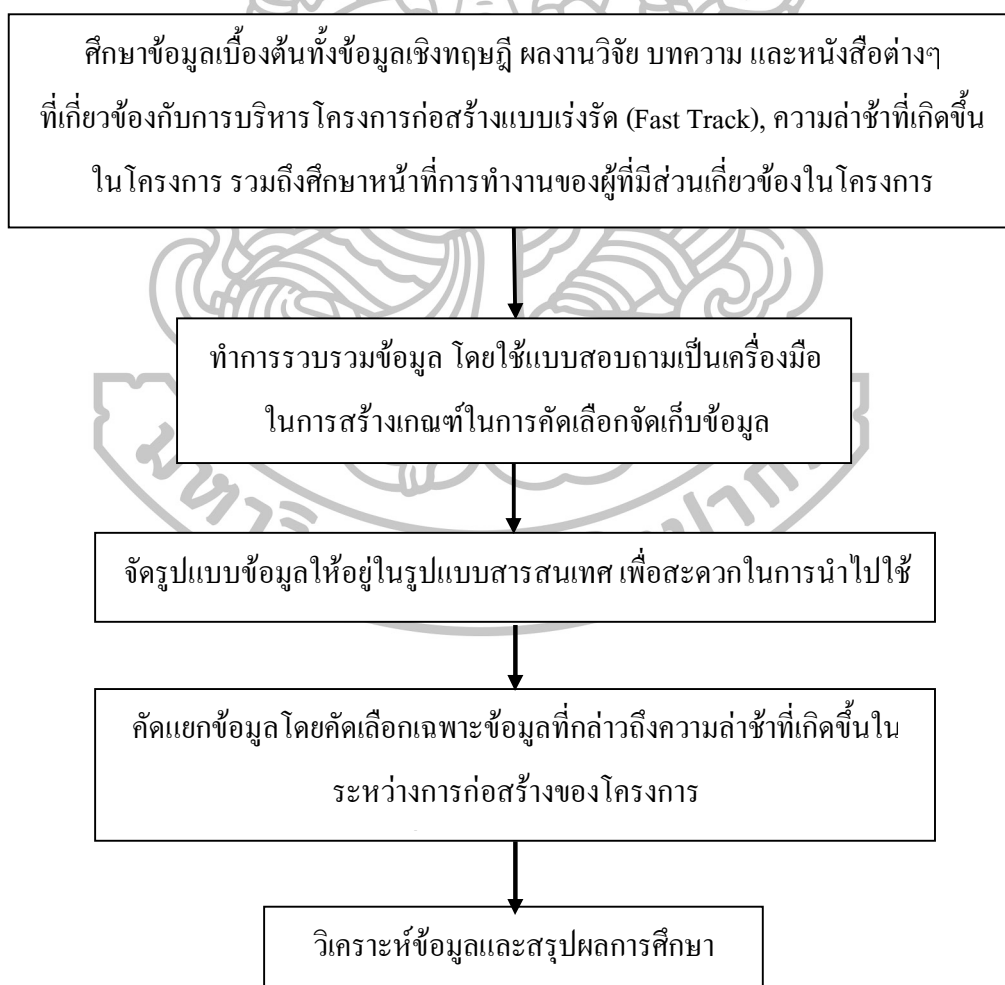 ศึกษาข้อมูลเบื้องต้นทั้งข้อมูลเชิงทฤษฎี ผลงานวิจัย บทความ และหนังสือต่างๆ
ที่เกี่ยวข้องกับการบริหารโครงการก่อสร้างแบบเร่งรัด (Fast Track), ความล่าช้าที่เกิดขึ้น
ในโครงการ รวมถึงศึกษาหน้าที่การทำงานของผู้ที่มีส่วนเกี่ยวข้องในโครงการ
ทำการรวบรวมข้อมูล โดยใช้แบบสอบถามเป็นเครื่องมือ
ในการสร้างเกณฑ์ในการคัดเลือกจัดเก็บข้อมูล
จัดรูปแบบข้อมูลให้อยู่ในรูปแบบสารสนเทศ เพื่อสะดวกในการนำไปใช้
คัดแยกข้อมูลโดยคัดเลือกเฉพาะข้อมูลที่กล่าวถึงความล่าช้าที่เกิดขึ้นใน
ระหว่างการก่อสร้างของโครงการ
วิเคราะห์ข้อมูลและสรุปผลการศึกษา